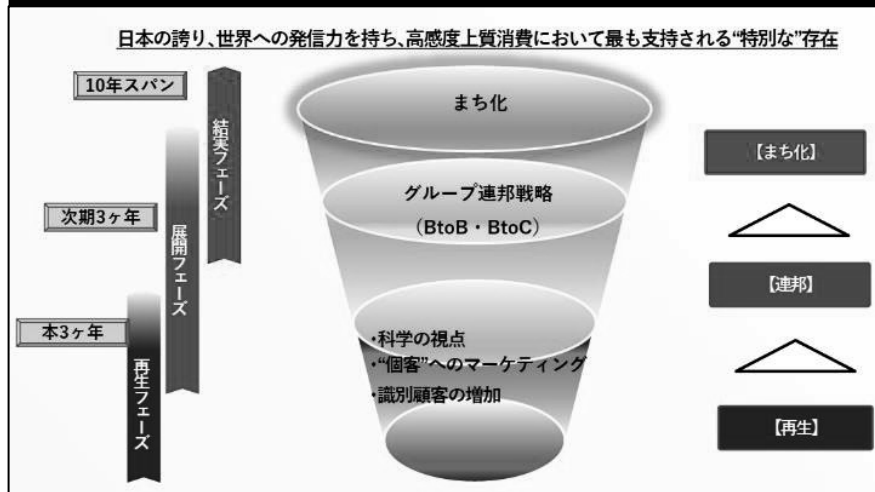 日本の誇り、世界への発信力を持ち、高感度上質消費において最も支持される“特別な”存在
10年スパン
結実フェーズ
次期3ヶ年
展開フェーズ
本3ヶ年
再生フェーズ
まち化
グループ連邦戦略
（BtoB・BtoC）
・科学の視点
・“個客”へのマーケティング
・識別顧客の増加
【まち化】
【連邦】
【再生】